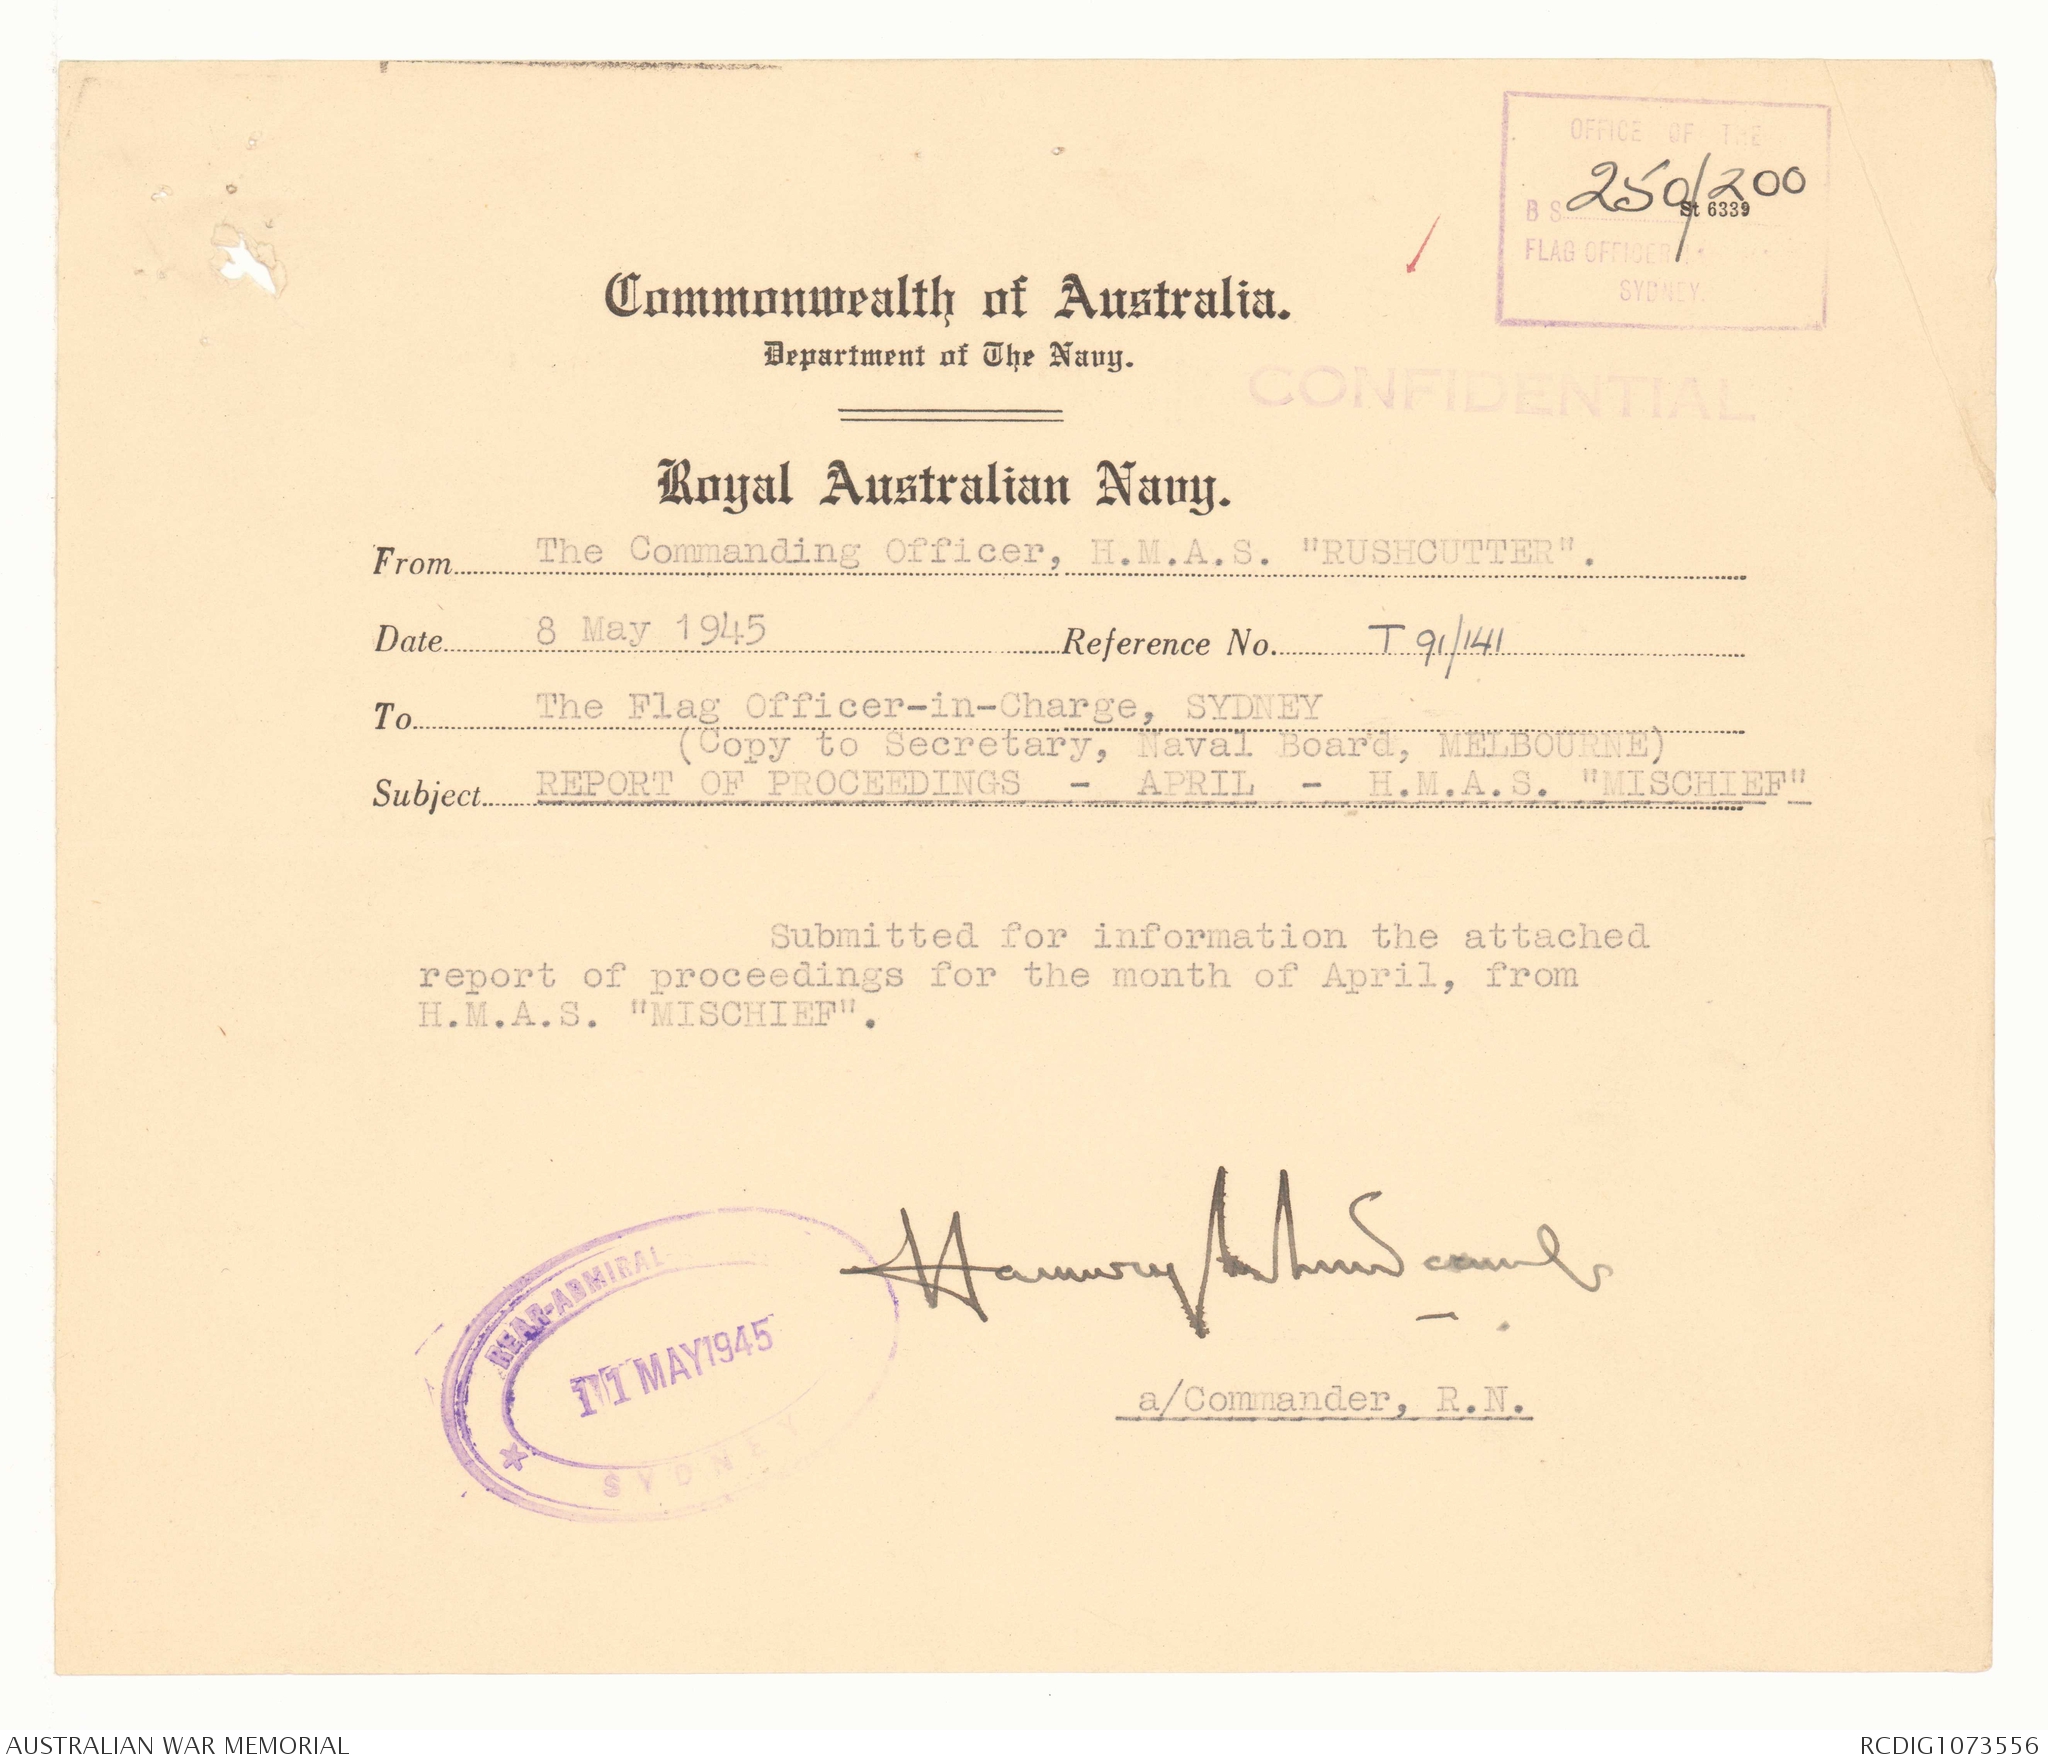 OFFICE OF THE
B S 250/200
St 6339
FLAG OFFICER
SYDNEY.
Commonwealth of Australia.
Department of The Navy.
CONFIDENTIAL
Royal Australian Navy.
From The Commanding Officer, H.M.A.S. "RUSHCUTTER".
Date 8 May 1945 Reference No. T 91/141
To The Flag Officer-in-Charge, SYDNEY
(Copy to Secretary, Naval Board, MELBOURNE)
Subject REPORT OF PROCEEDINGS - APRIL - H.M.A.S. "MISCHIEF"
Submitted for information the attached
report of proceedings for the month of April, from
H.M.A.S. "MISCHIEF".
REAR-ADMIRAL
11 MAY 1945
SYDNEY
a/Commander, R.N.
AUSTRALIAN WAR MEMORIAL
RCDIG1073556